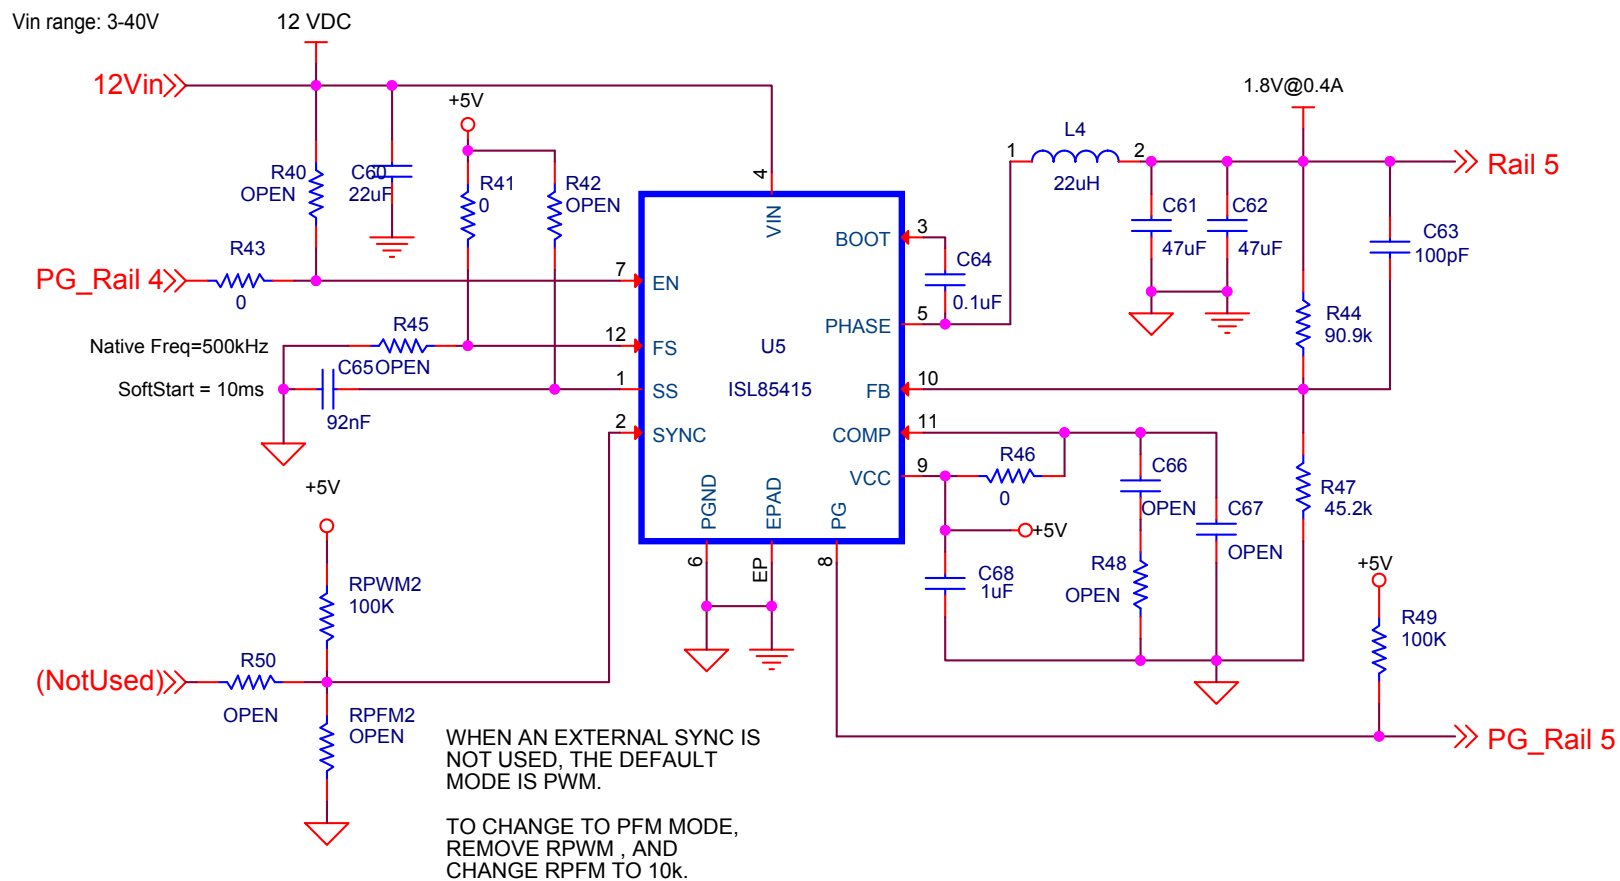 Vin range: 3-40V
12 VDC
12Vin
+5V
1.8V@0.4A
R40
OPEN
C60
22uF
R41
0
R42
OPEN
4
VIN
1
L4
2
22uH
Rail 5
C61
47uF
C62
47uF
C63
100pF
3
BOOT
C64
0.1uF
R43
0
PG_Rail 4
7
EN
5
PHASE
R44
90.9k
Native Freq=500kHz
R45
OPEN
12
FS
U5
ISL85415
SoftStart = 10ms
C65
92nF
1
SS
10
FB
2
SYNC
11
COMP
9
VCC
R46
0
C66
OPEN
C67
OPEN
R47
45.2k
PGND
EPAD
PG
6
EP
8
+5V
+5V
C68
1uF
R48
OPEN
+5V
R49
100K
RPWM2
100K
(NotUsed)
R50
OPEN
RPFM2
OPEN
PG_Rail 5
WHEN AN EXTERNAL SYNC IS
NOT USED, THE DEFAULT
MODE IS PWM.
TO CHANGE TO PFM MODE,
REMOVE RPWM , AND
CHANGE RPFM TO 10k.